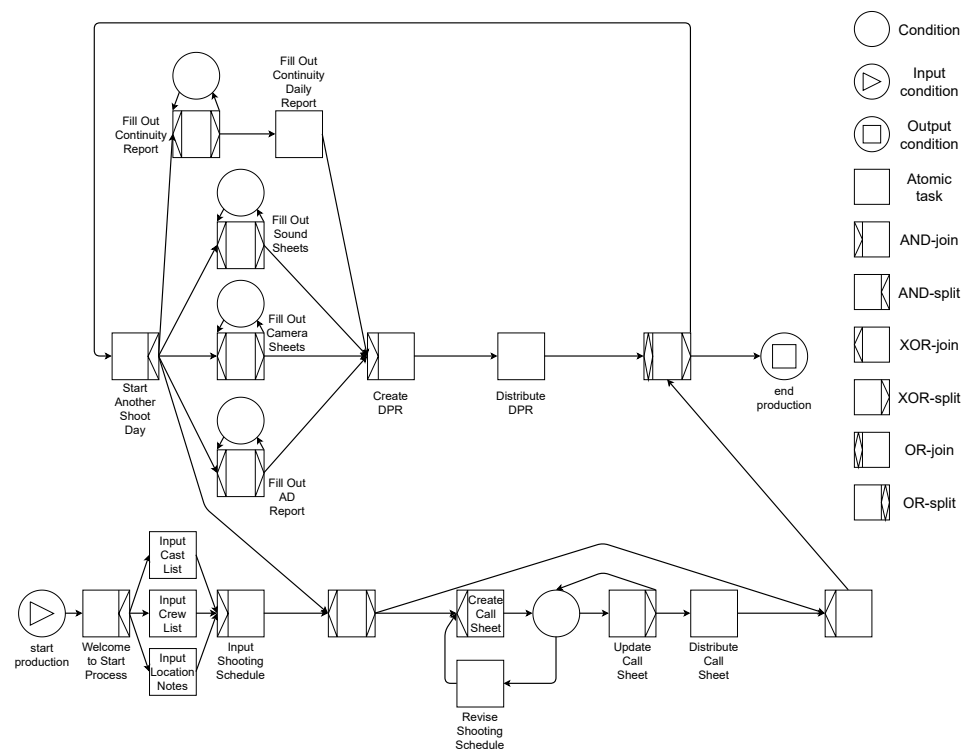 Fill Out
Continuity
Daily
Report
Fill Out
Continuity
Report
Fill Out
Sound
Sheets
Fill Out
Camera
Sheets
Start
Another
Shoot
Day
Create
DPR
Distribute
DPR
end
production
Fill Out
AD
Report
Input
Cast
List
Input
Crew
List
Input
Location
Notes
start
production
Welcome
to Start
Process
Input
Shooting
Schedule
Create
Call
Sheet
Update
Call
Sheet
Distribute
Call
Sheet
Revise
Shooting
Schedule
Condition
Input
condition
Output
condition
Atomic
task
AND-join
AND-split
XOR-join
XOR-split
OR-join
OR-split